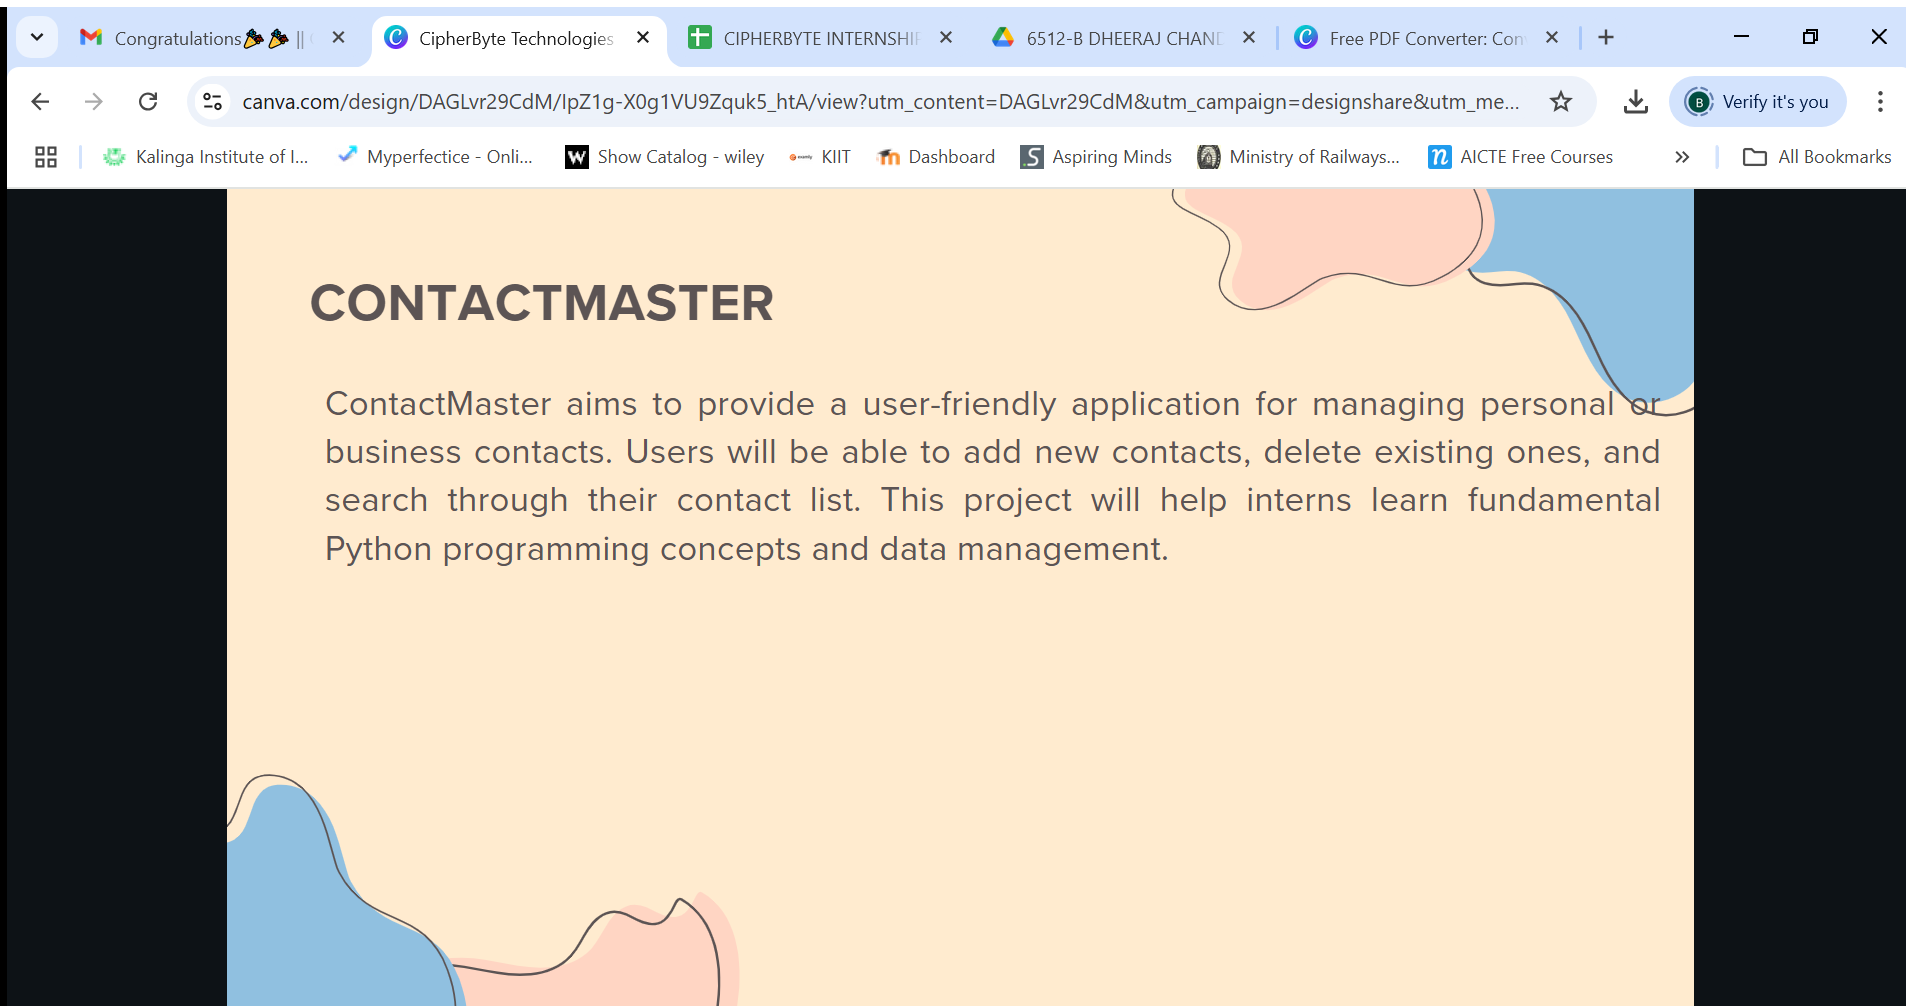 Congratulations🎉🎉 ||
CipherByte Technologies
CIPHERBYTE INTERNSHIP
6512-B DHEERAJ CHAND
Free PDF Converter: Con
canva.com/design/DAGLvr29CdM/IpZ1g-X0g1VU9Zquk5_htA/view?utm_content=DAGLvr29CdM&utm_campaign=designshare&utm_me...
B
Verify it's you
Kalinga Institute of I...
Myperfectice - Onli...
W
Show Catalog - wiley
KIIT
Dashboard
Aspiring Minds
Ministry of Railways...
AICTE Free Courses
All Bookmarks
CONTACTMASTER
ContactMaster aims to provide a user-friendly application for managing personal or
business contacts. Users will be able to add new contacts, delete existing ones, and
search through their contact list. This project will help interns learn fundamental
Python programming concepts and data management.